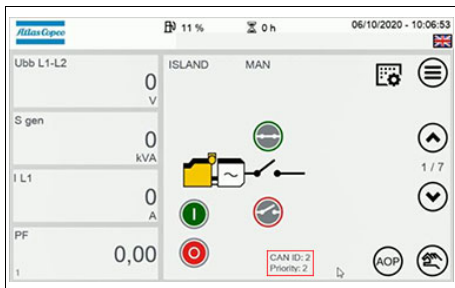 Atlas Copco
11 %
0 h
06/10/2020 - 10:06:53
Ubb L1-L2
0
V
S gen
0
kVA
I L1
0
A
PF
0,00
1
ISLAND MAN
1 / 7
CAN ID: 2
Priority: 2
AOP